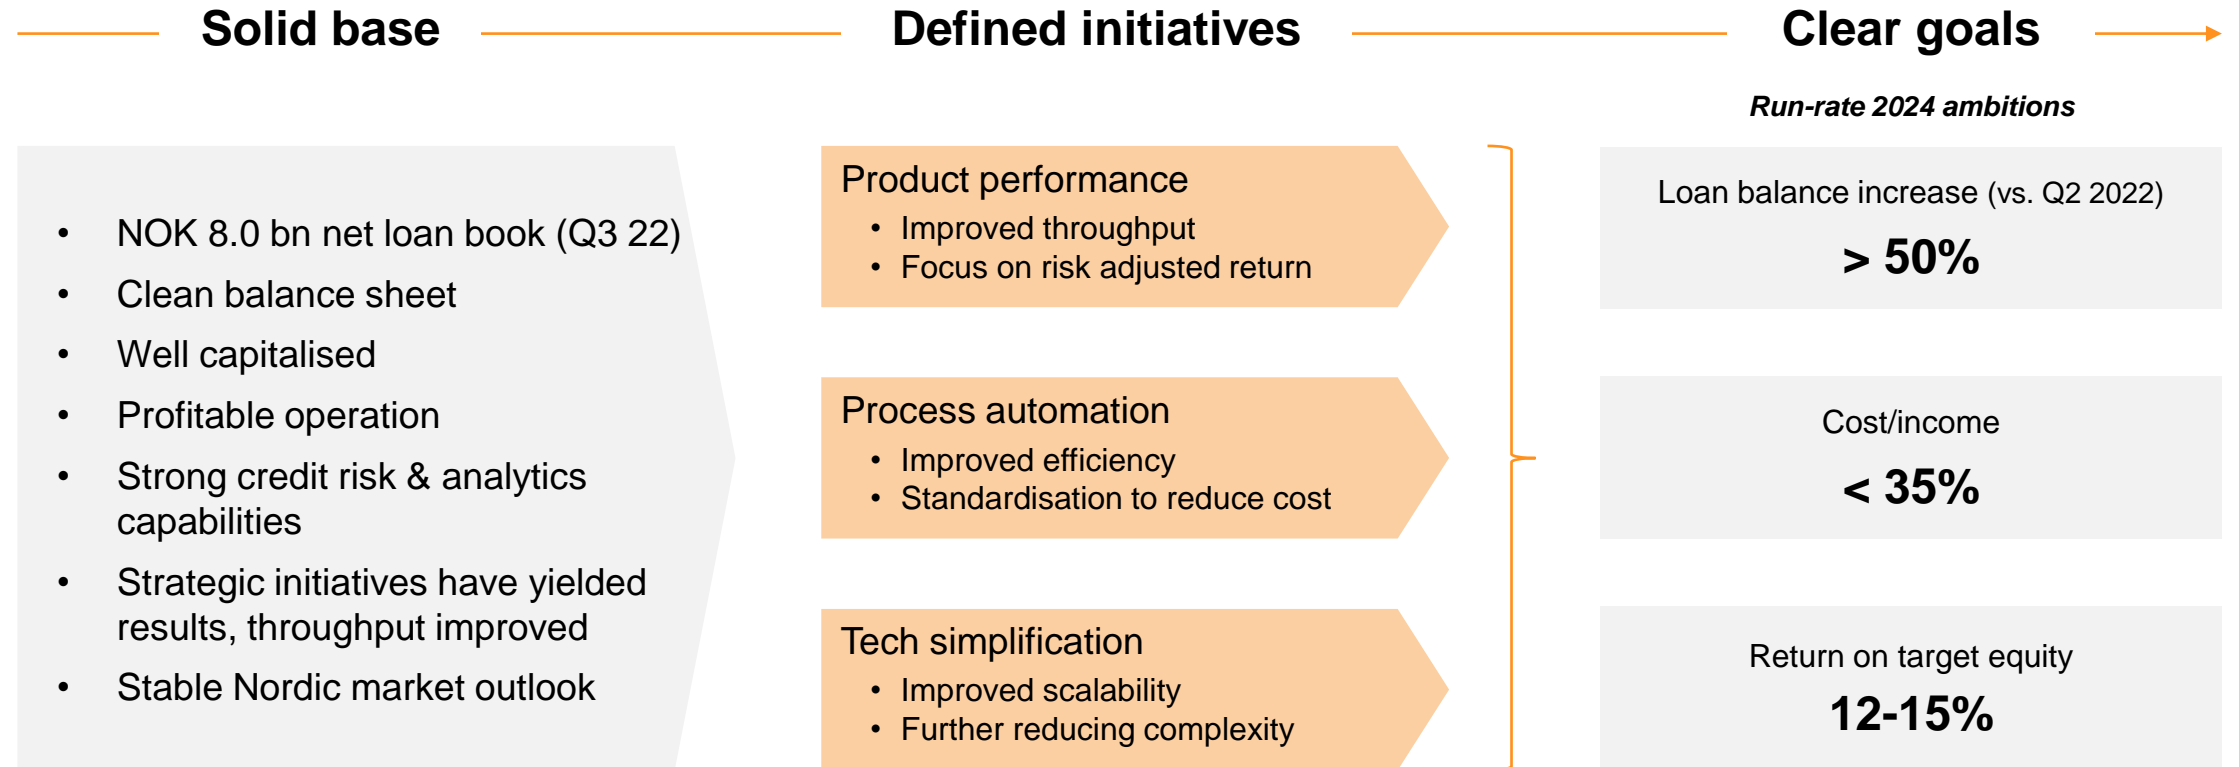 Solid base
Defined initiatives
Clear goals
Run-rate 2024 ambitions
• NOK 8.0 bn net loan book (Q3 22)
• Clean balance sheet
• Well capitalised
• Profitable operation
• Strong credit risk & analytics
capabilities
• Strategic initiatives have yielded
results, throughput improved
• Stable Nordic market outlook
Product performance
• Improved throughput
• Focus on risk adjusted return
Process automation
• Improved efficiency
• Standardisation to reduce cost
Tech simplification
• Improved scalability
• Further reducing complexity
Loan balance increase (vs. Q2 2022)
> 50%
Cost/income
< 35%
Return on target equity
12-15%